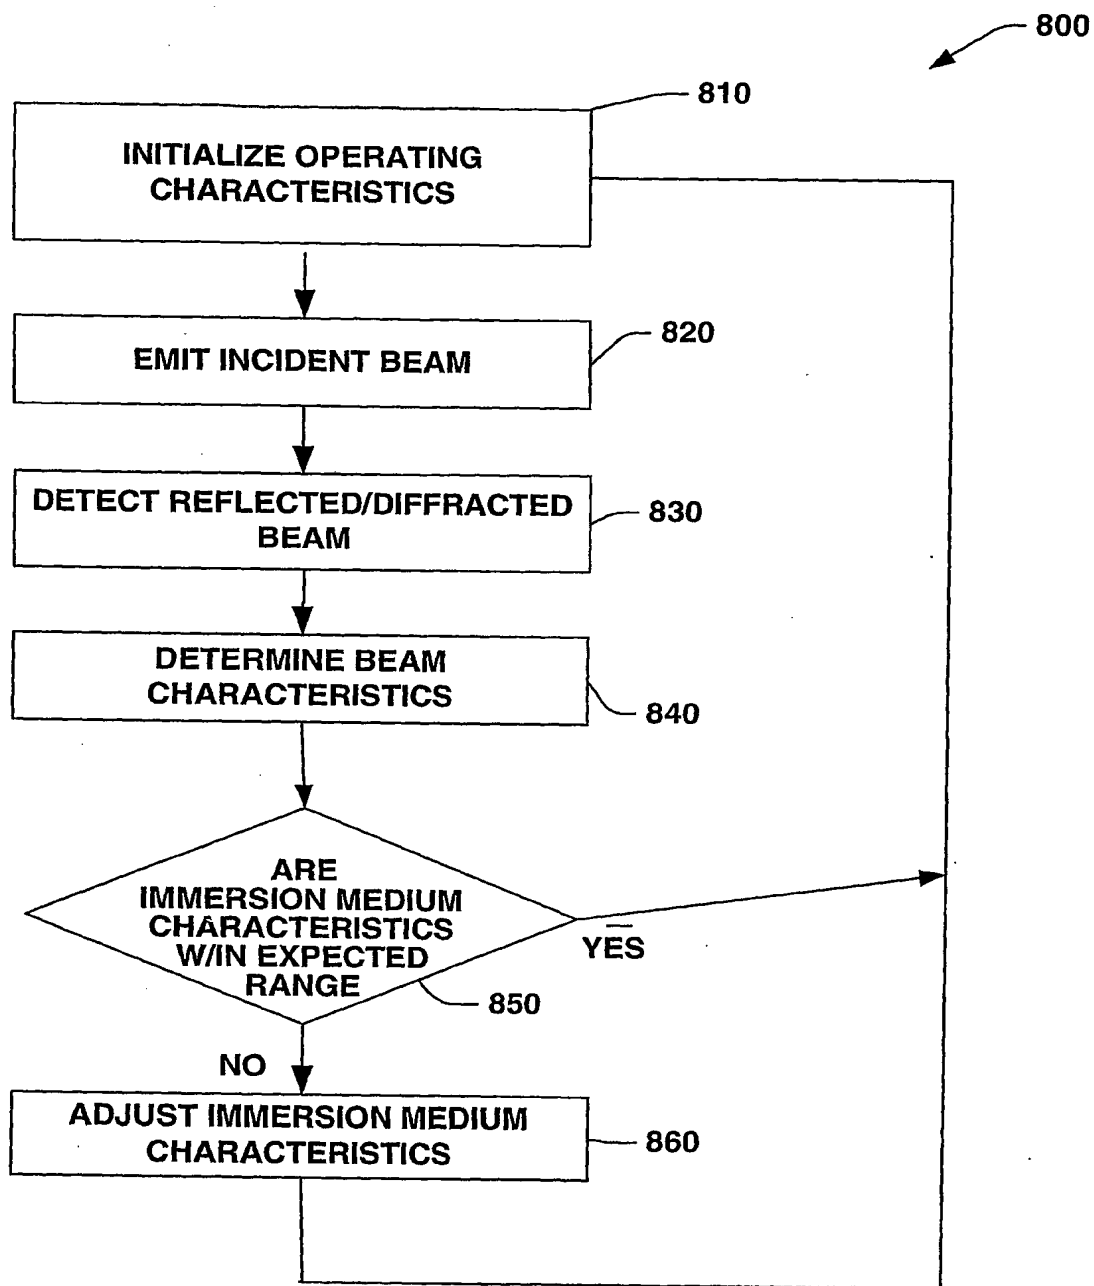 800
810
INITIALIZE OPERATING
CHARACTERISTICS
820
EMIT INCIDENT BEAM
DETECT REFLECTED/DIFFRACTED
BEAM
830
DETERMINE BEAM
CHARACTERISTICS
840
ARE
IMMERSION MEDIUM
CHARACTERISTICS
W/IN EXPECTED
RANGE
YES
850
NO
ADJUST IMMERSION MEDIUM
CHARACTERISTICS
860